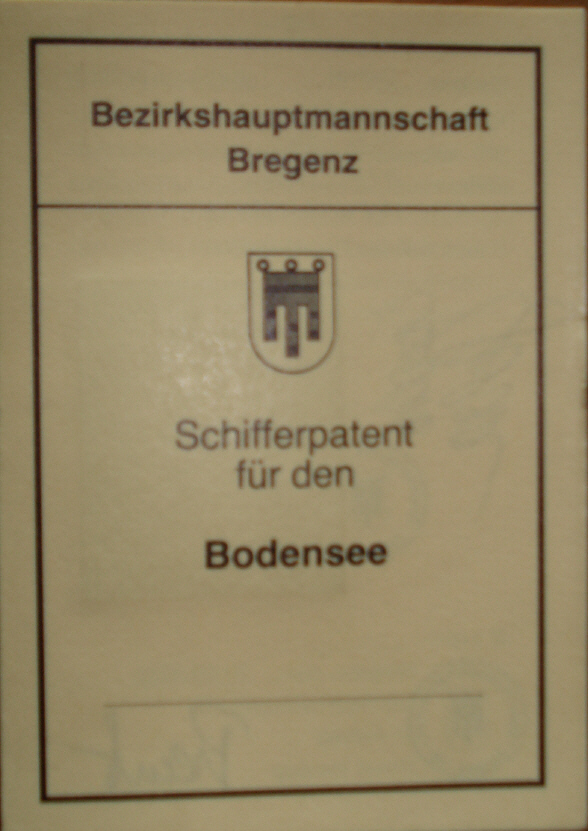 Bezirkshauptmannschaft
Bregenz
Schifferpatent
für den
Bodensee